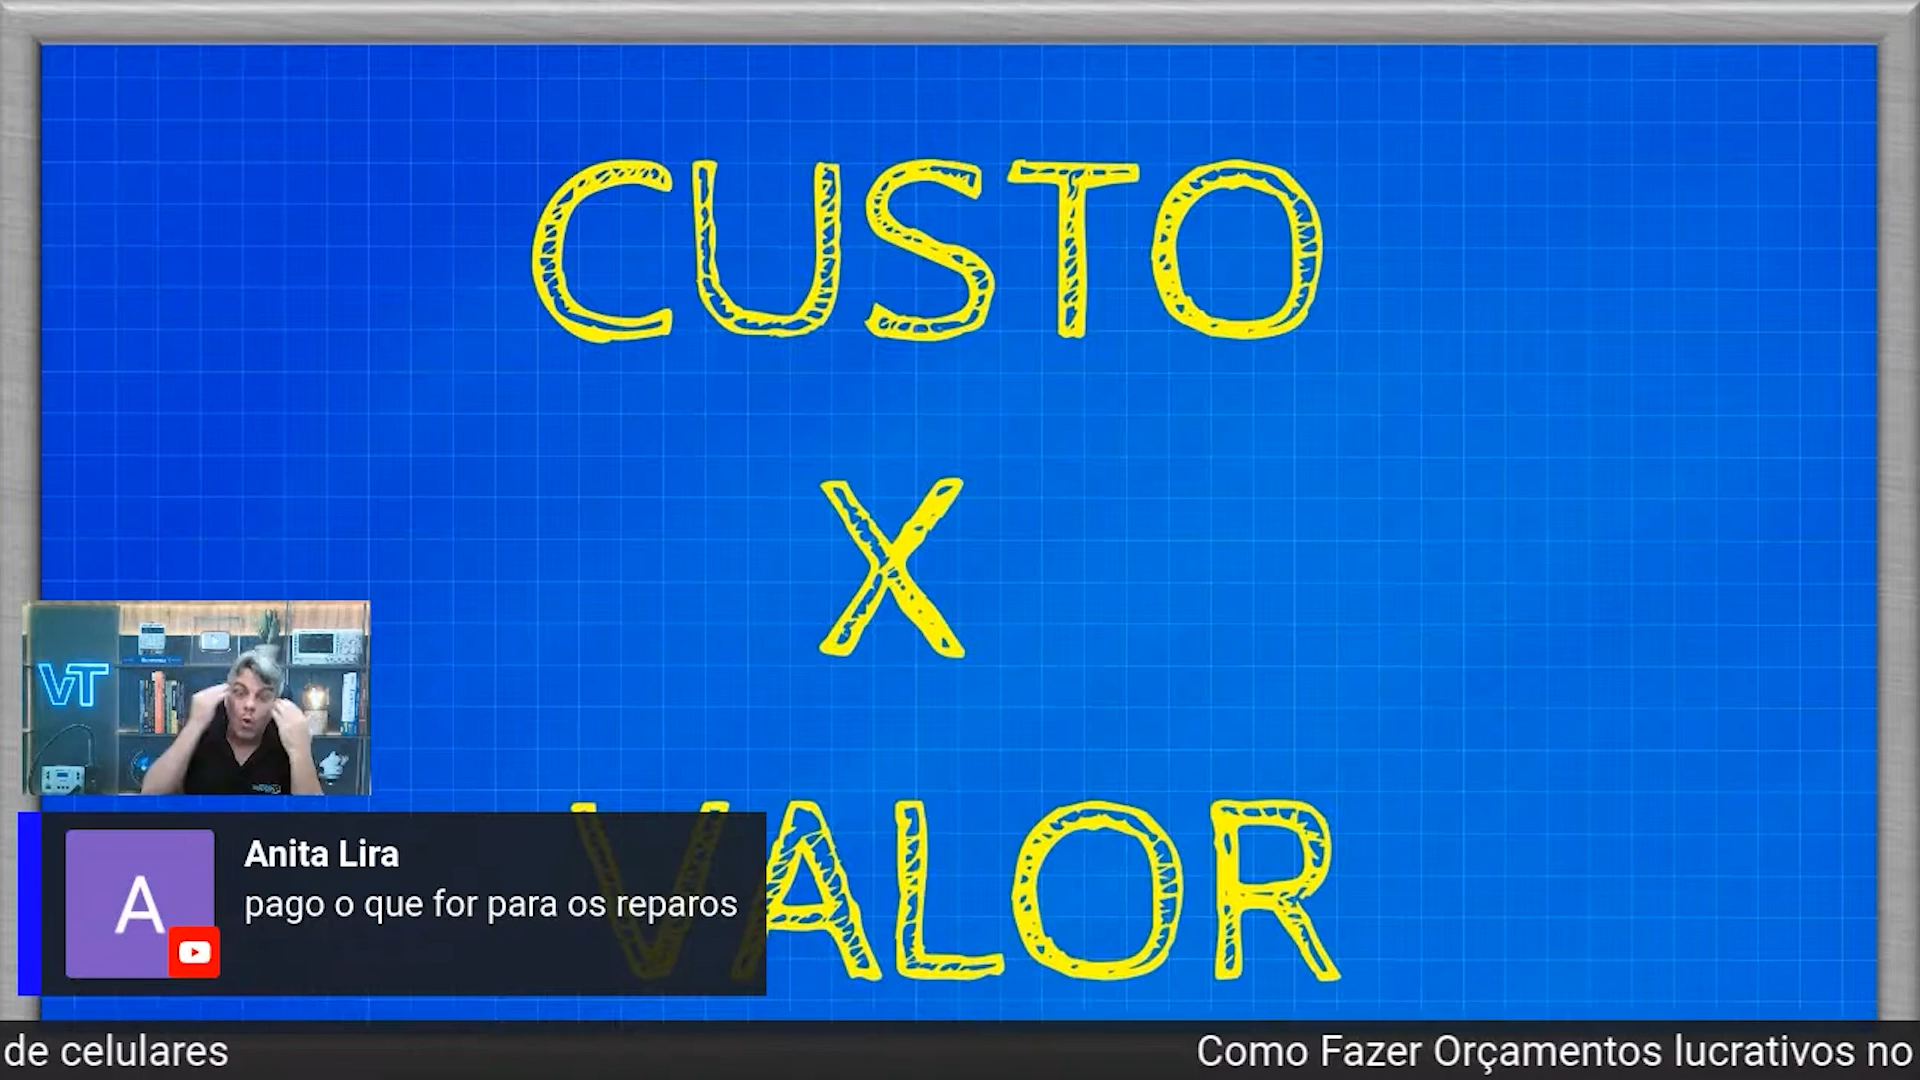 CUSTO
X
VALOR
VT
Anita Lira
A
pago o que for para os reparos
de celulares
Como Fazer Orçamentos lucrativos no